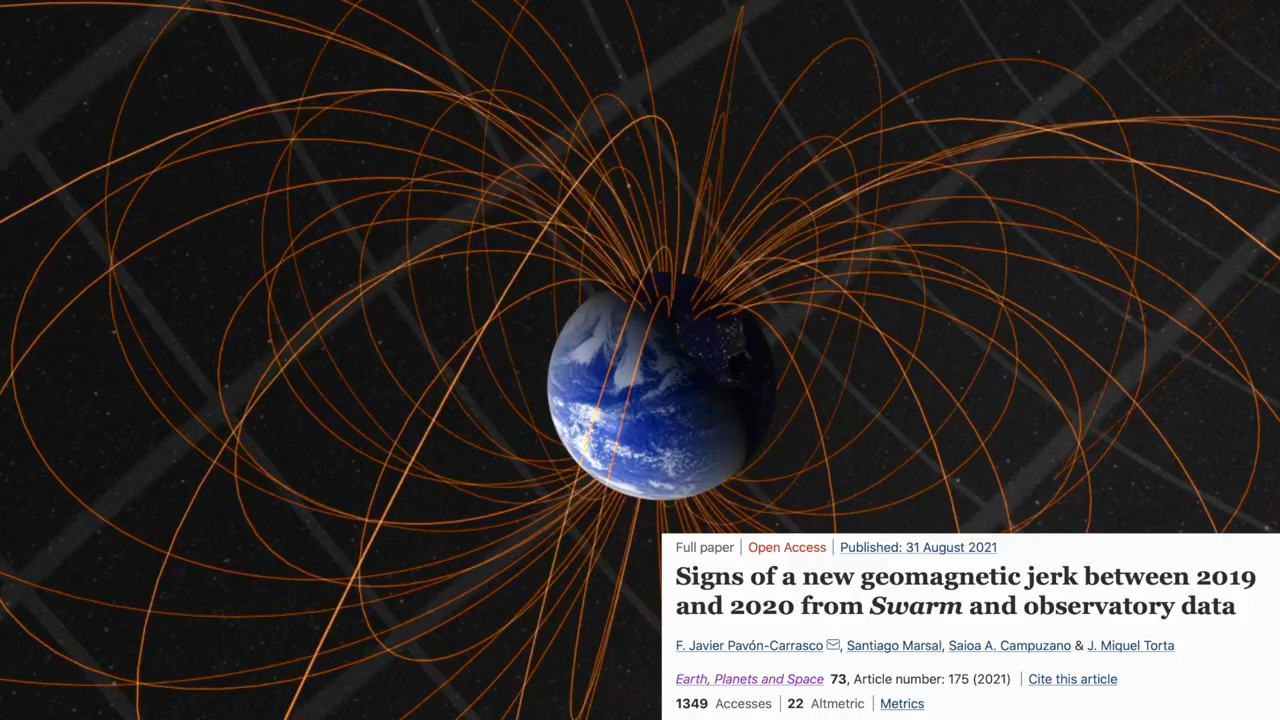 Full paper | Open Access | Published: 31 August 2021
Signs of a new geomagnetic jerk between 2019
and 2020 from Swarm and observatory data
F. Javier Pavón-Carrasco, Santiago Marsal, Saioa A. Campuzano & J. Miquel Torta
Earth, Planets and Space 73, Article number: 175 (2021) | Cite this article
1349 Accesses | 22 Altmetric | Metrics